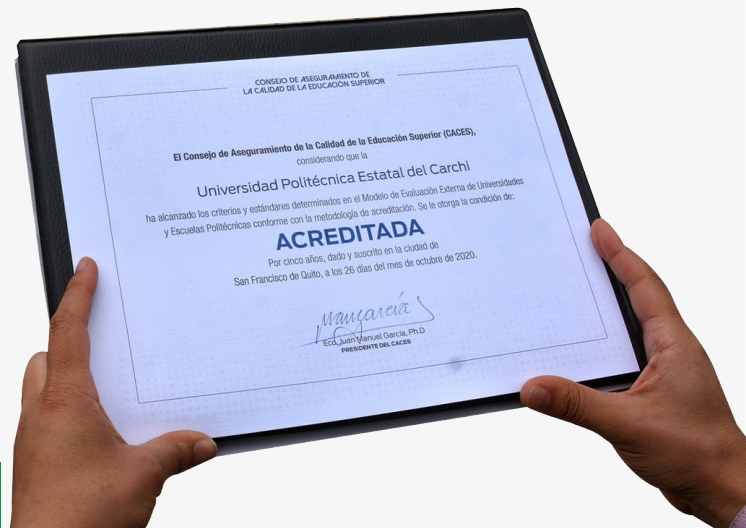 CONSEJO DE ASEGURAMIENTO DE
LA CALIDAD DE LA EDUCACIÓN SUPERIOR
El Consejo de Aseguramiento de la Calidad de la Educación Superior (CACES),
considerando que la
Universidad Politécnica Estatal del Carchi
ha alcanzado los criterios y estándares determinados en el Modelo de Evaluación Externa de Universidades
y Escuelas Politécnicas conforme con la metodología de acreditación. Se le otorga la condición de:
ACREDITADA
Por cinco años, dado y suscrito en la ciudad de
San Francisco de Quito, a los 26 días del mes de octubre de 2020.
Eco. Juan Manuel García, Ph.D
PRESIDENTE DEL CACES